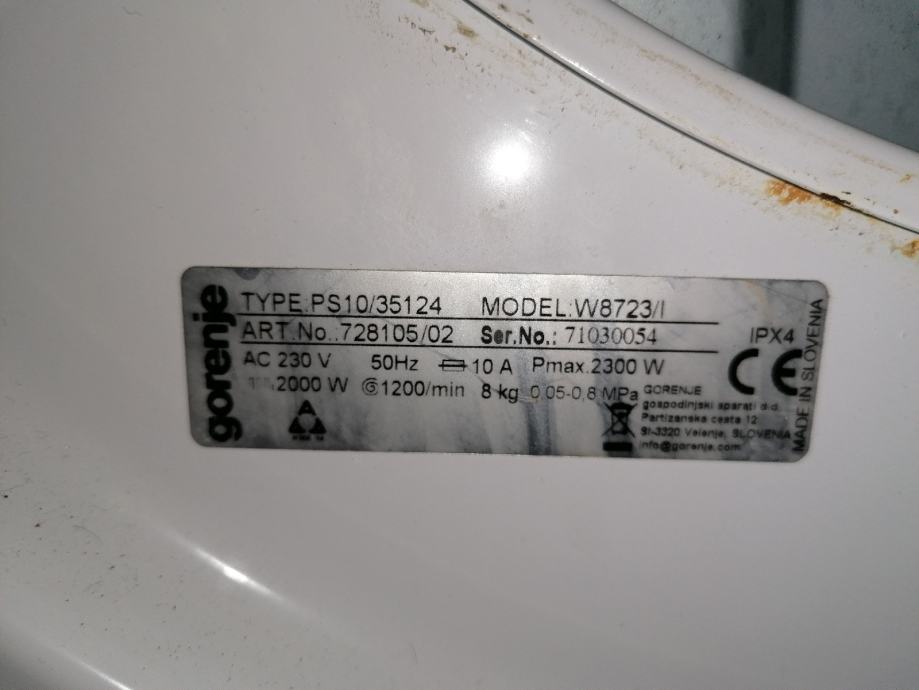 gorenje
TYPE:PS10/35124 MODEL:W8723/I
ART.No.:728105/02 Ser.No.: 71030054
IPX4
AC 230 V 50Hz 10 A Pmax.2300 W
2000 W 1200/min 8 kg 0,05-0,8 MPa
CE
GORENJE
gospodinjski aparati d.d.
Partizanska cesta 12
SI-3320 Velenje, SLOVENIA
info@gorenje.com
MADE IN SLOVENIA